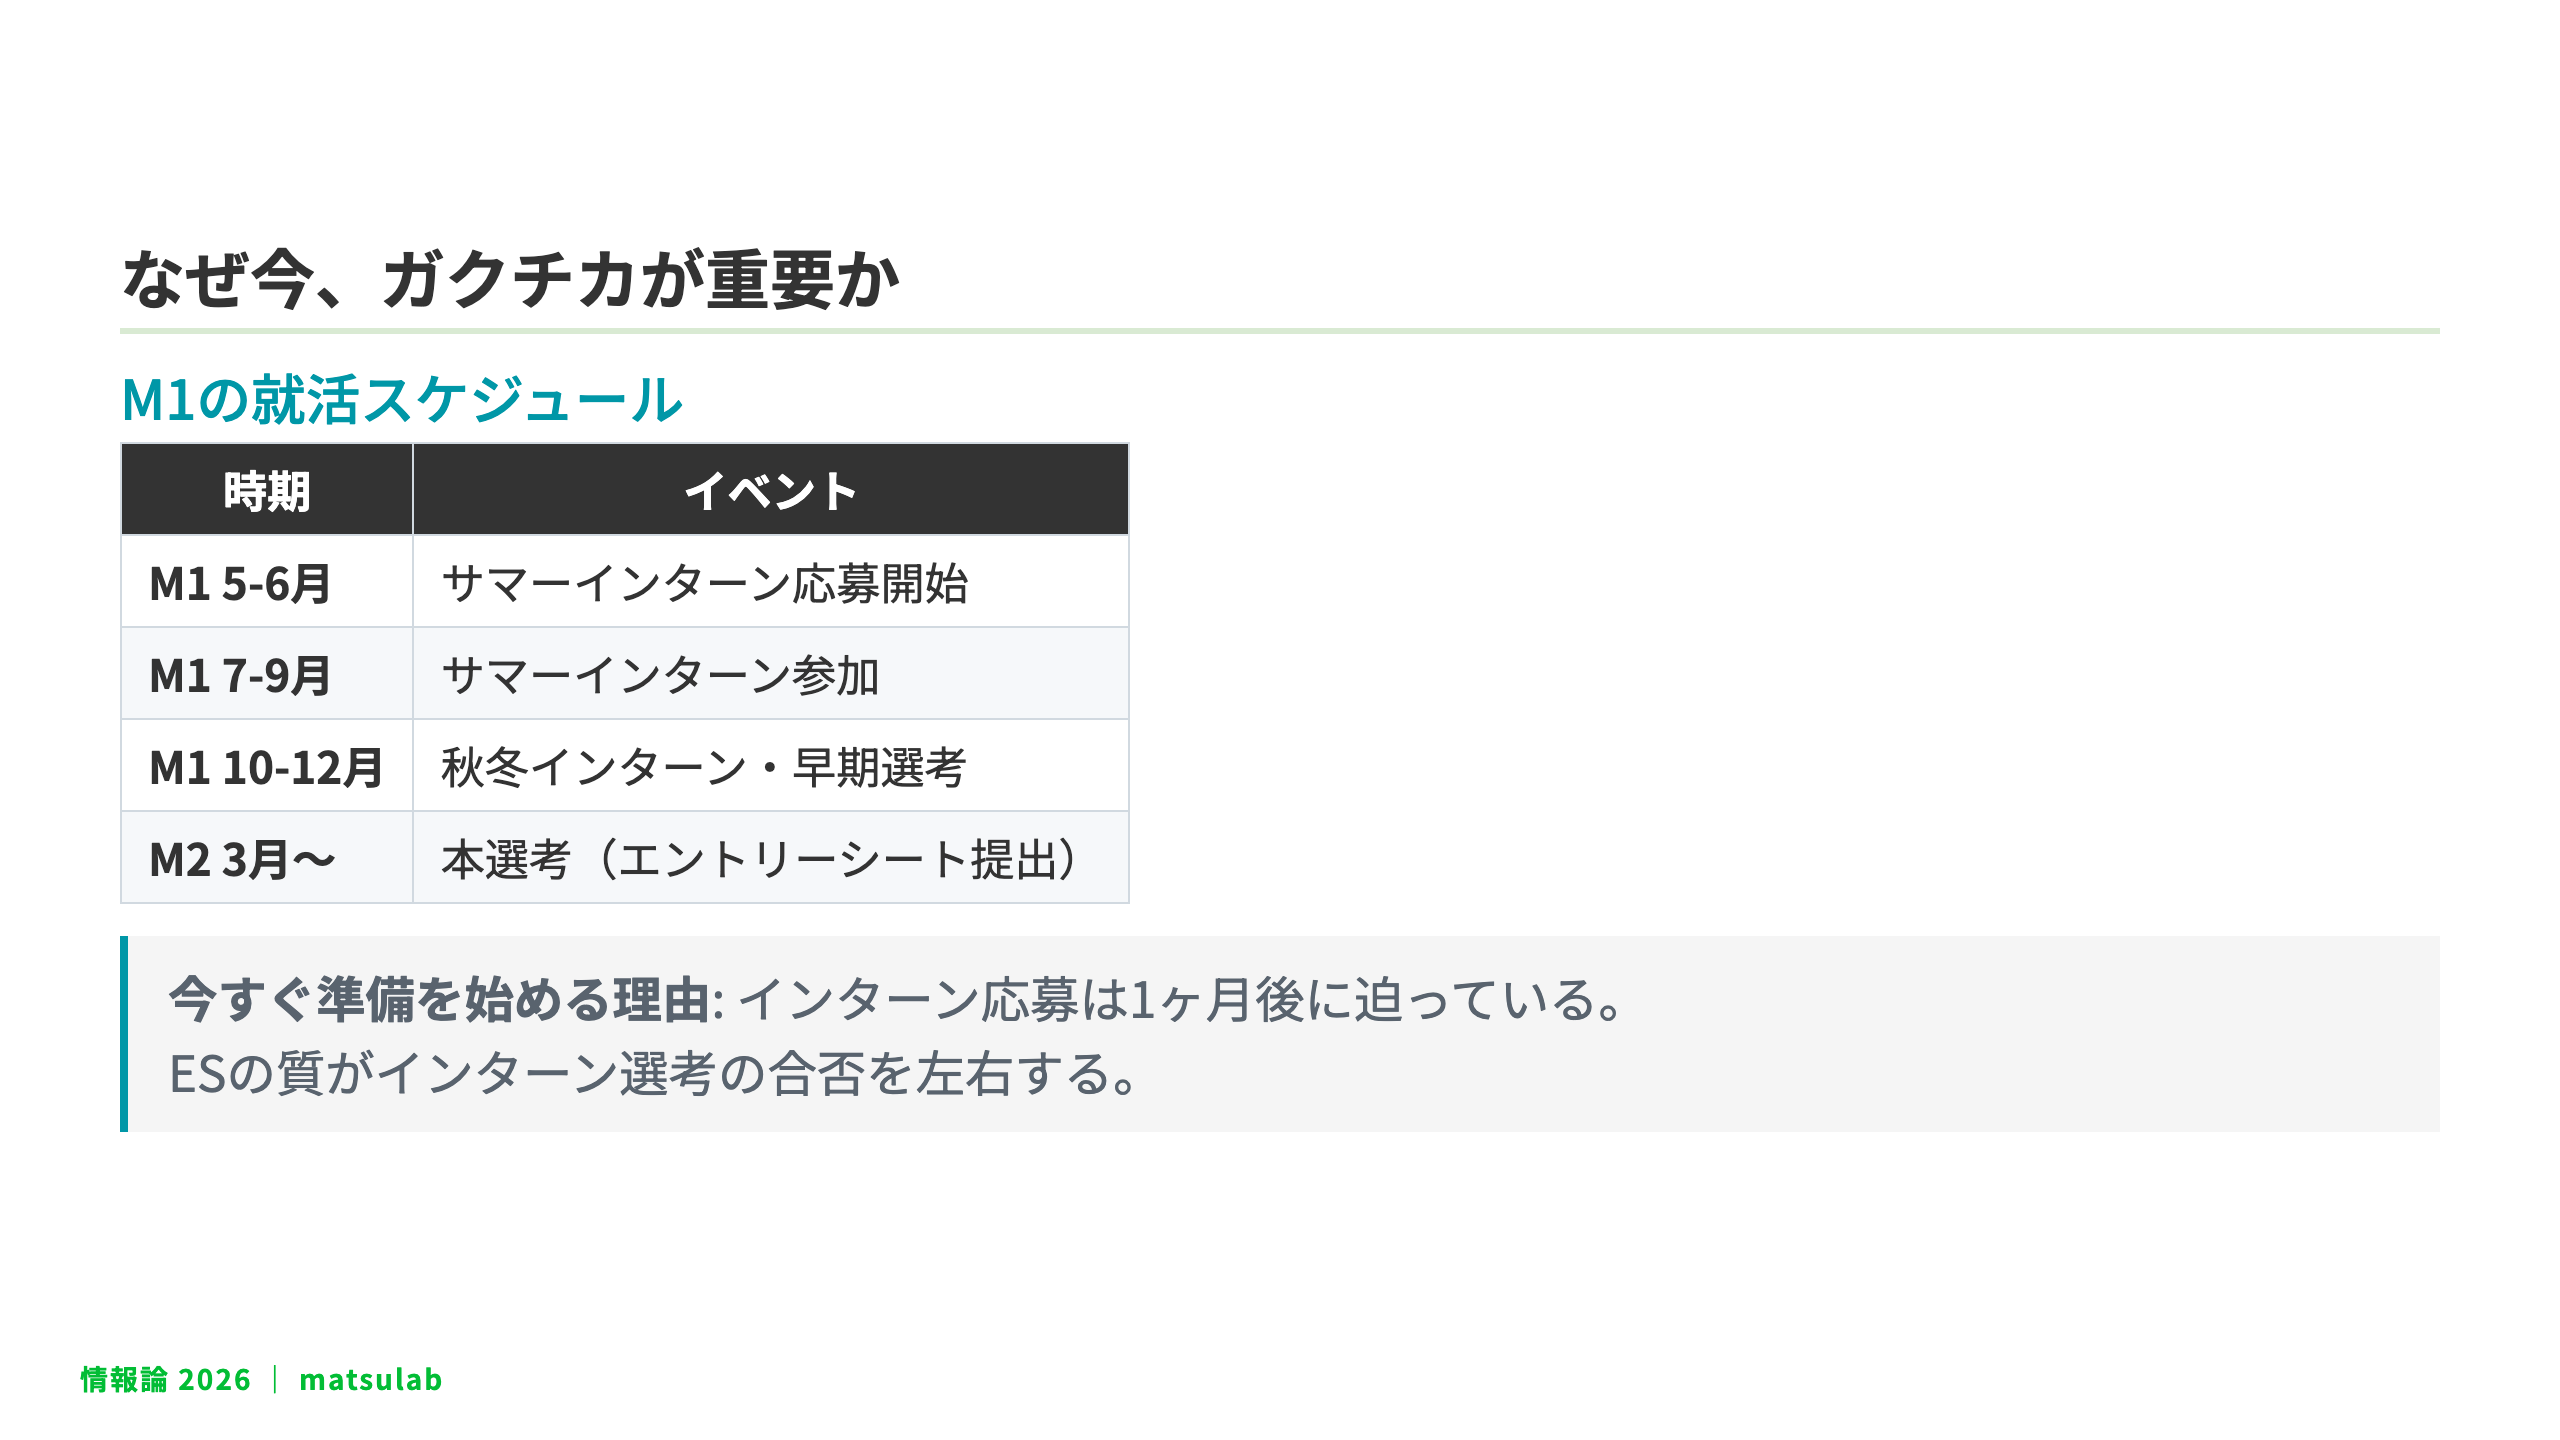 なぜ今、ガクチカが重要か
M1の就活スケジュール
時期 イベント
M1 5-6月 サマーインターン応募開始
M1 7-9月 サマーインターン参加
M1 10-12月 秋冬インターン・早期選考
M2 3月〜 本選考（エントリーシート提出）
今すぐ準備を始める理由: インターン応募は1ヶ月後に迫っている。
ESの質がインターン選考の合否を左右する。
情報論 2026 ｜ matsulab